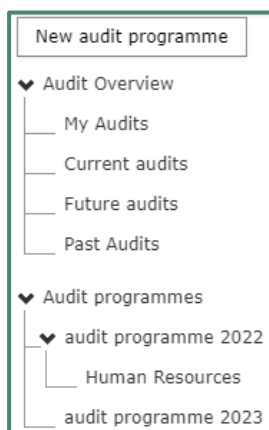 New audit programme
Audit Overview
My Audits
Current audits
Future audits
Past Audits
Audit programmes
audit programme 2022
Human Resources
audit programme 2023